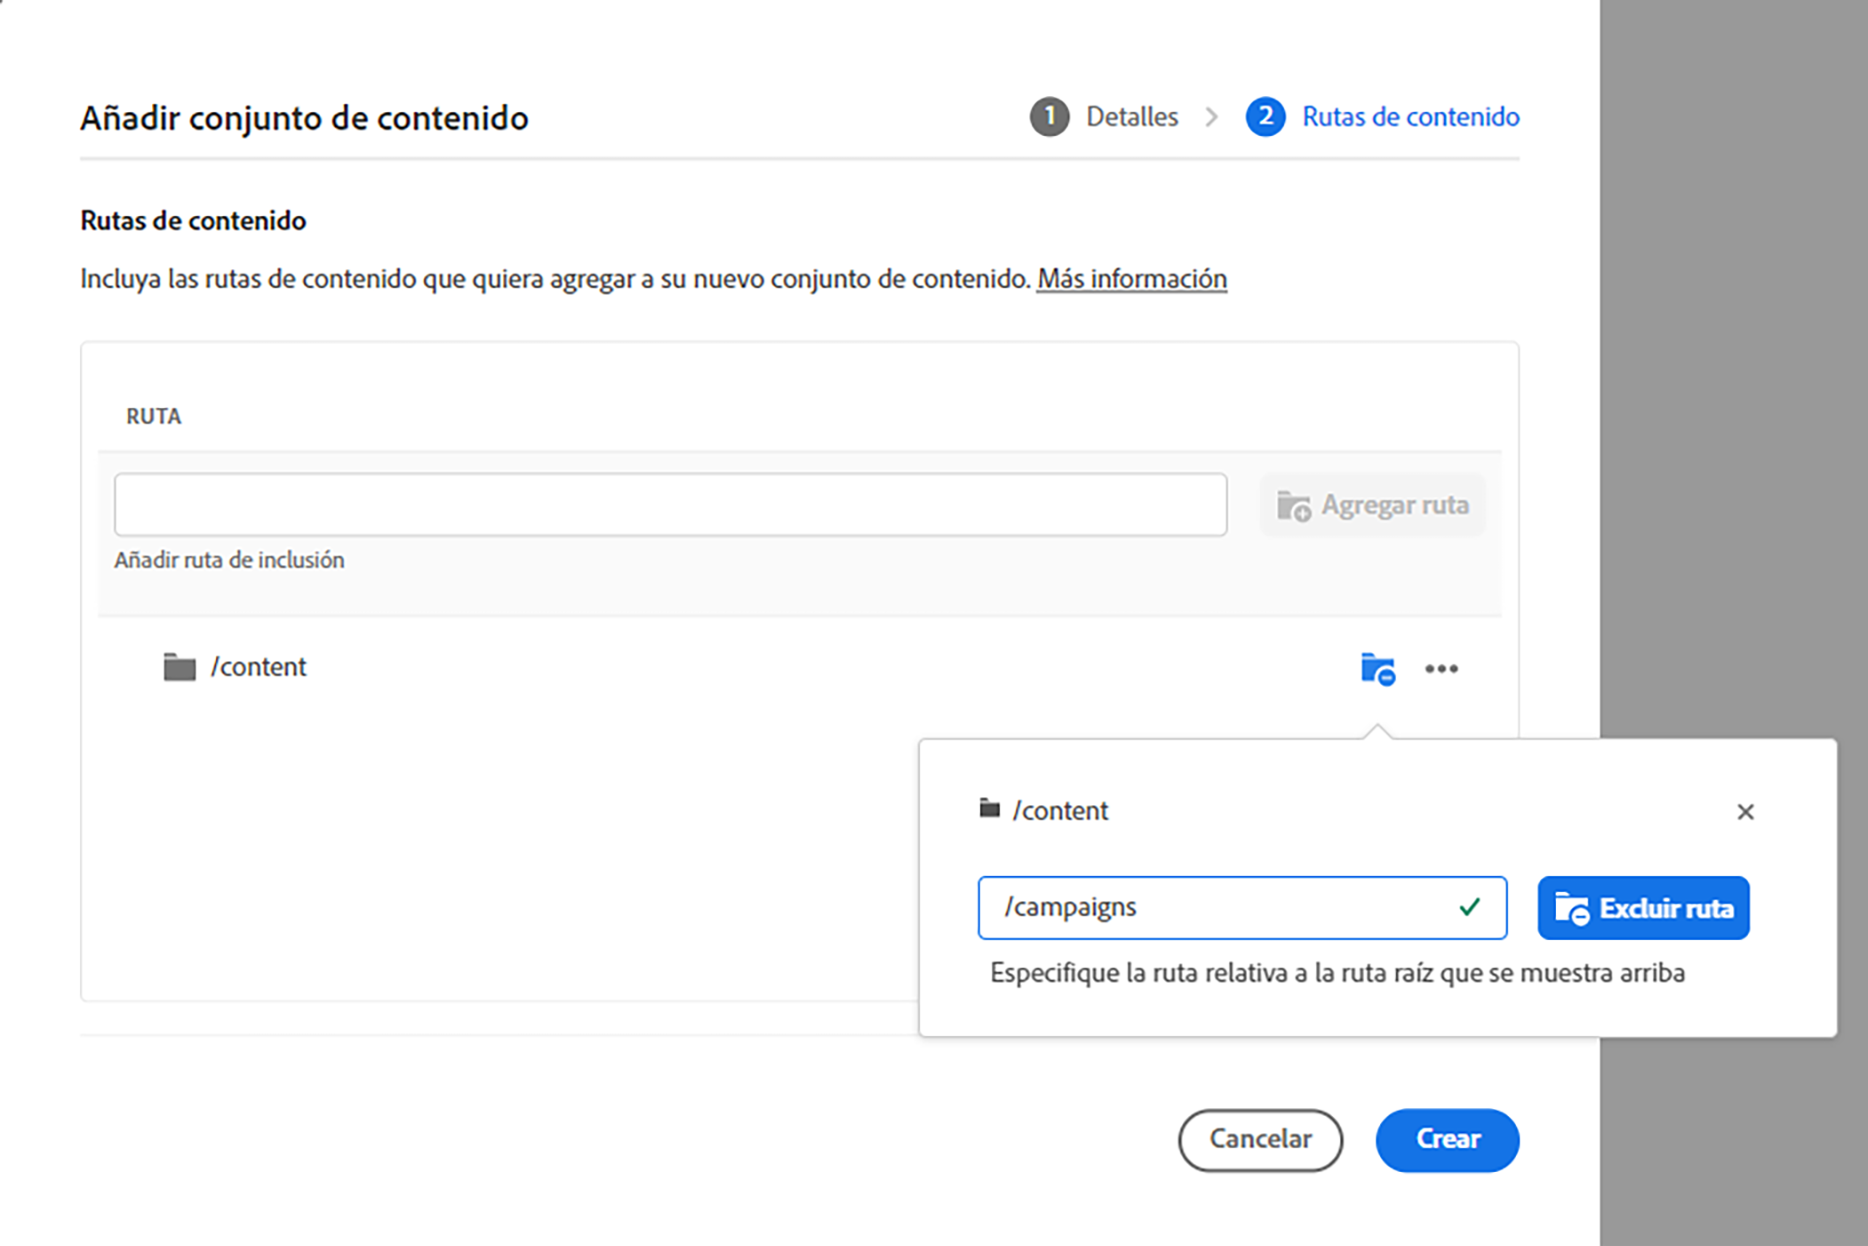 Añadir conjunto de contenido
1 Detalles 2 Rutas de contenido
Rutas de contenido
Incluya las rutas de contenido que quiera agregar a su nuevo conjunto de contenido. Más información
RUTA
Agregar ruta
Añadir ruta de inclusión
/content
/content
/campaigns
Excluir ruta
Especifique la ruta relativa a la ruta raíz que se muestra arriba
Cancelar Crear